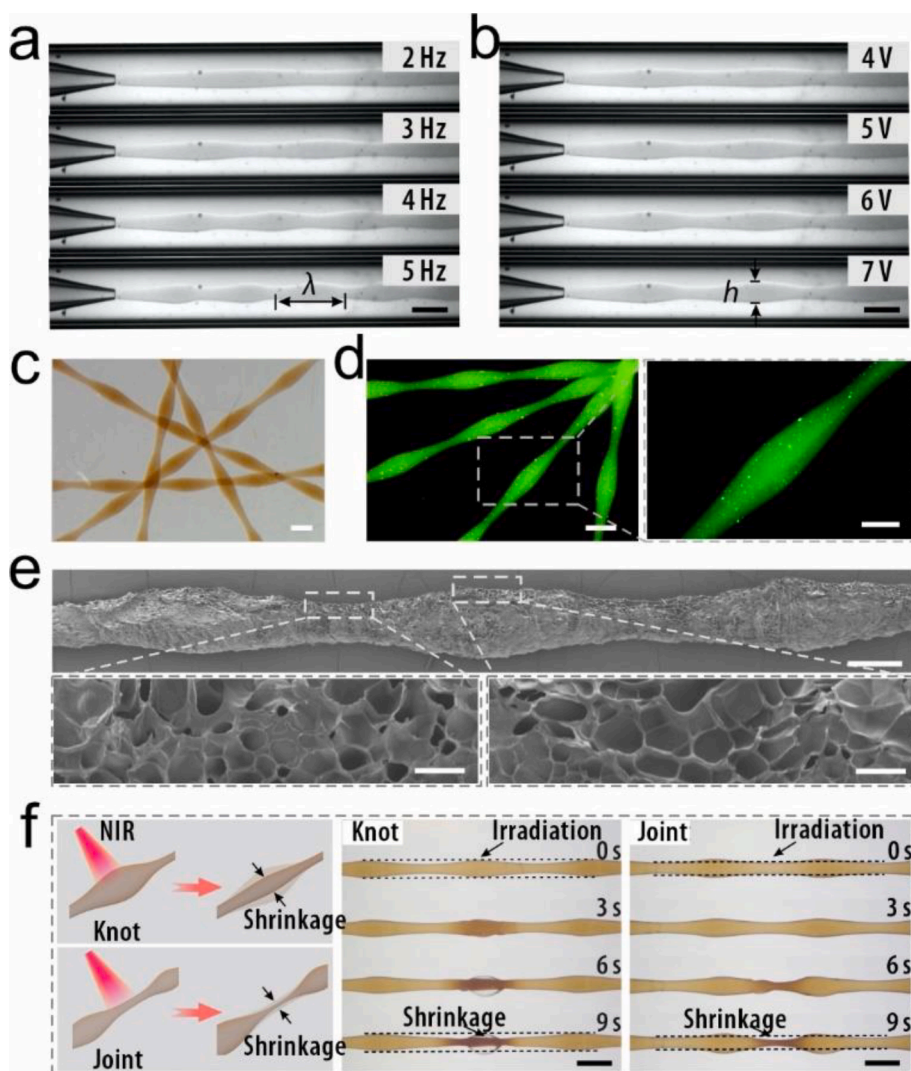 a
2 Hz
3 Hz
4 Hz
5 Hz
λ
b
4 V
5 V
6 V
7 V
h
c
d
e
f
NIR
Knot
Shrinkage
Joint
Shrinkage
Knot
Irradiation
0 s
3 s
6 s
Shrinkage
9 s
Joint
Irradiation
0 s
3 s
6 s
Shrinkage
9 s